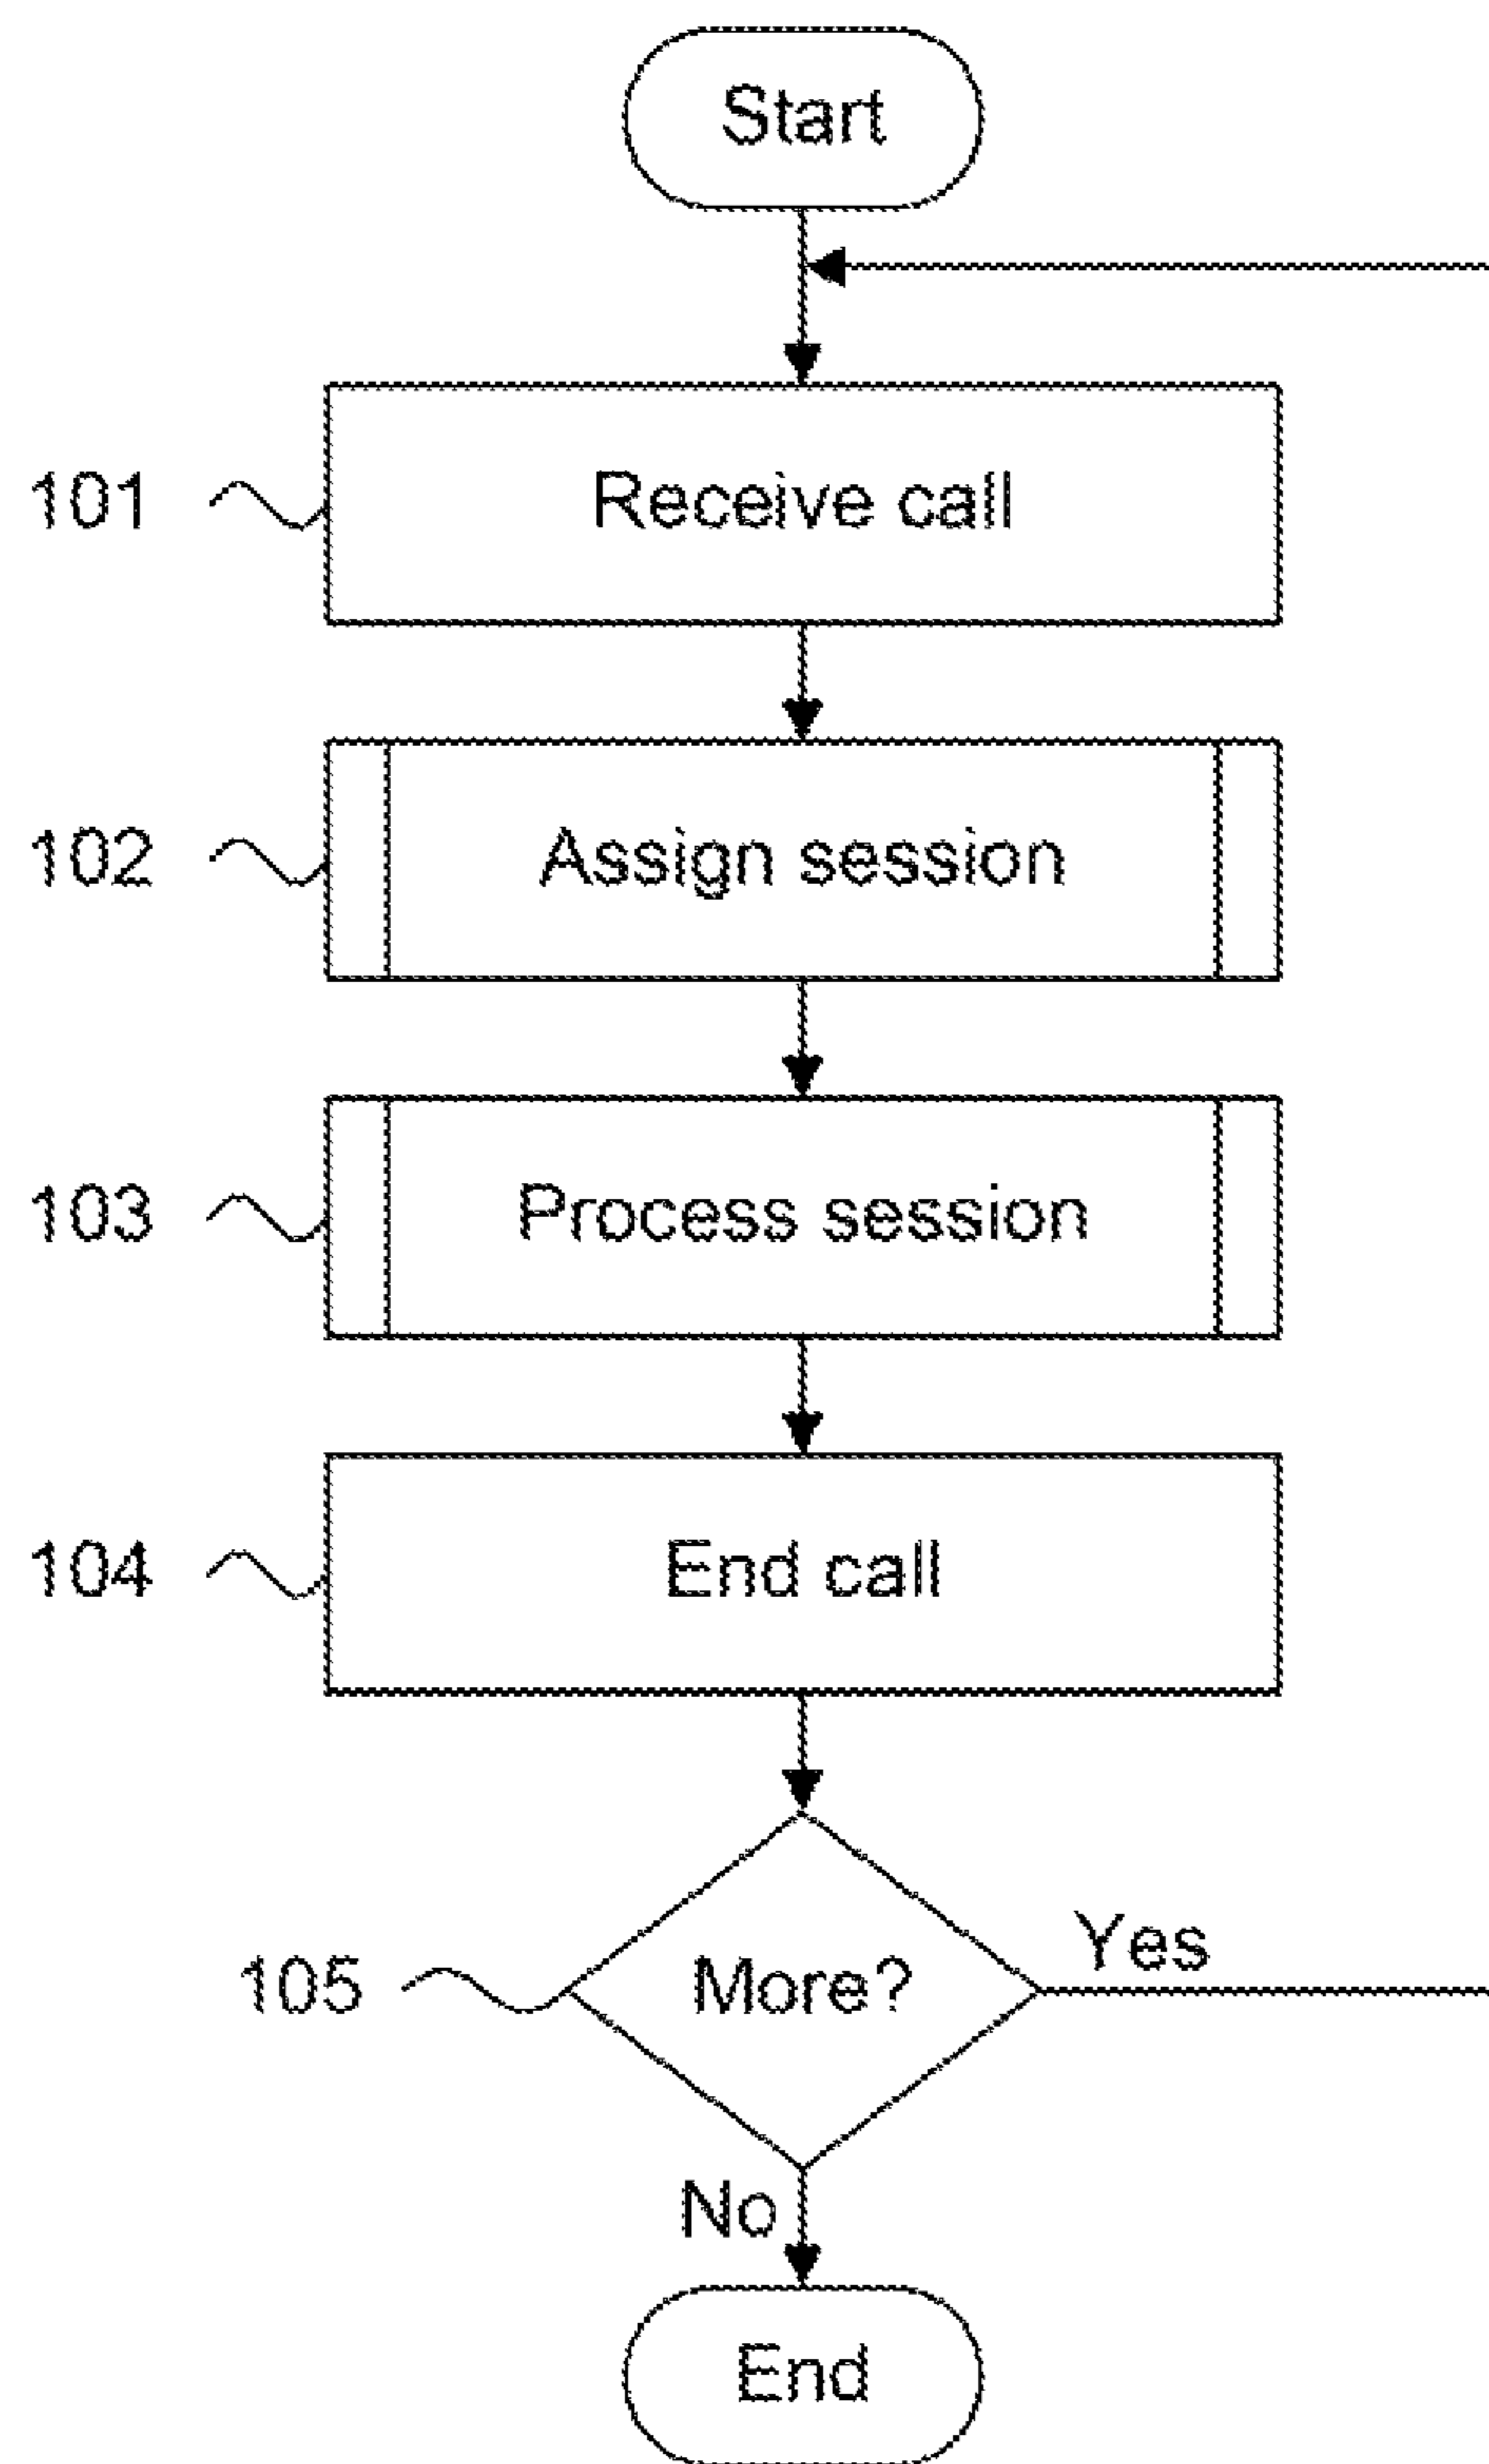 Start
101 Receive call
102 Assign session
103 Process session
104 End call
105 More? Yes
No
End